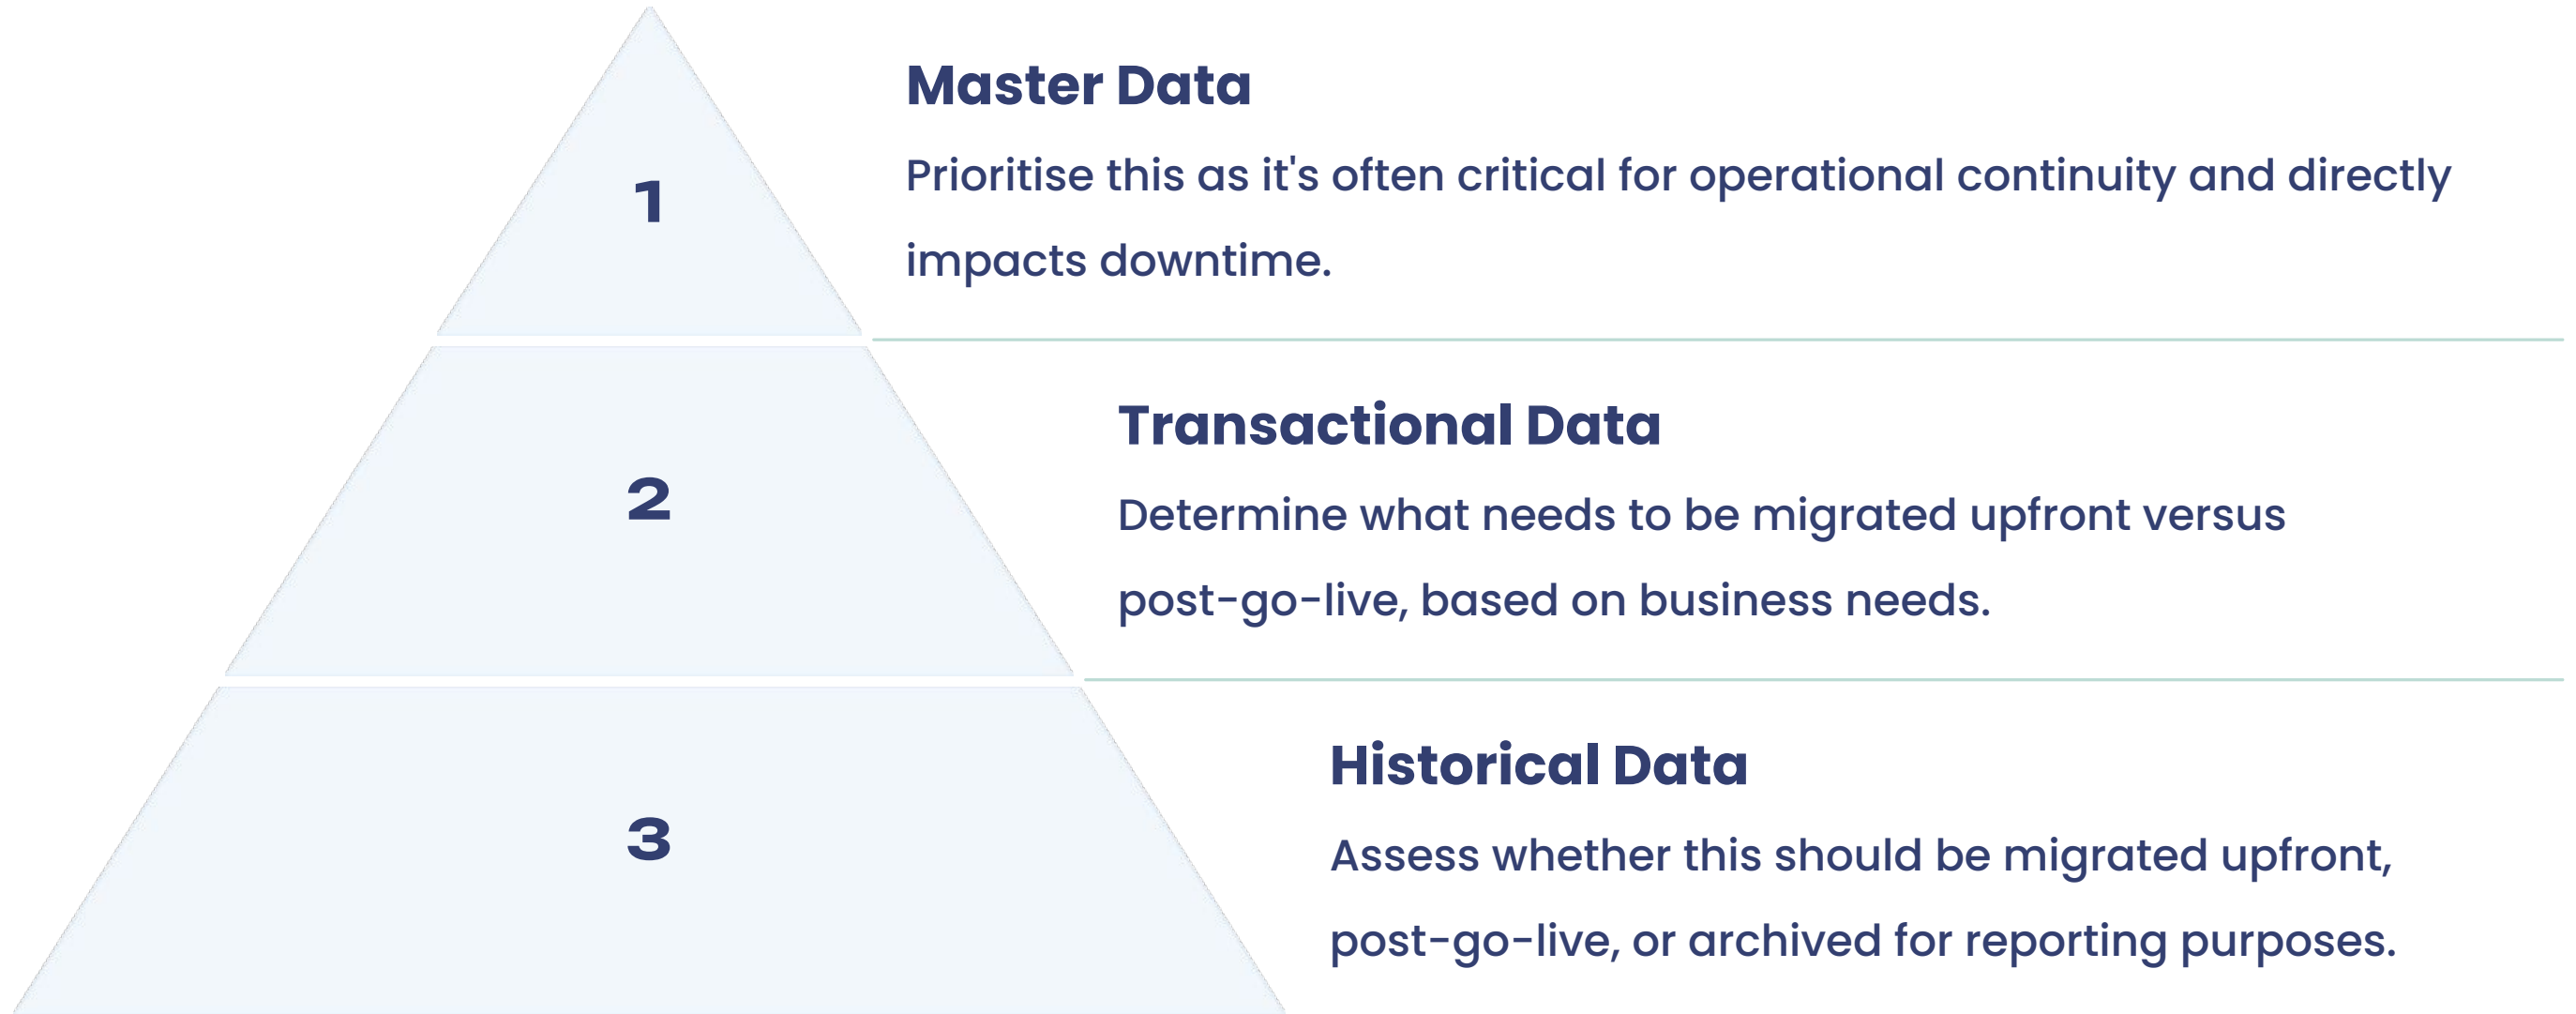 1
Master Data
Prioritise this as it's often critical for operational continuity and directly
impacts downtime.
2
Transactional Data
Determine what needs to be migrated upfront versus
post-go-live, based on business needs.
3
Historical Data
Assess whether this should be migrated upfront,
post-go-live, or archived for reporting purposes.